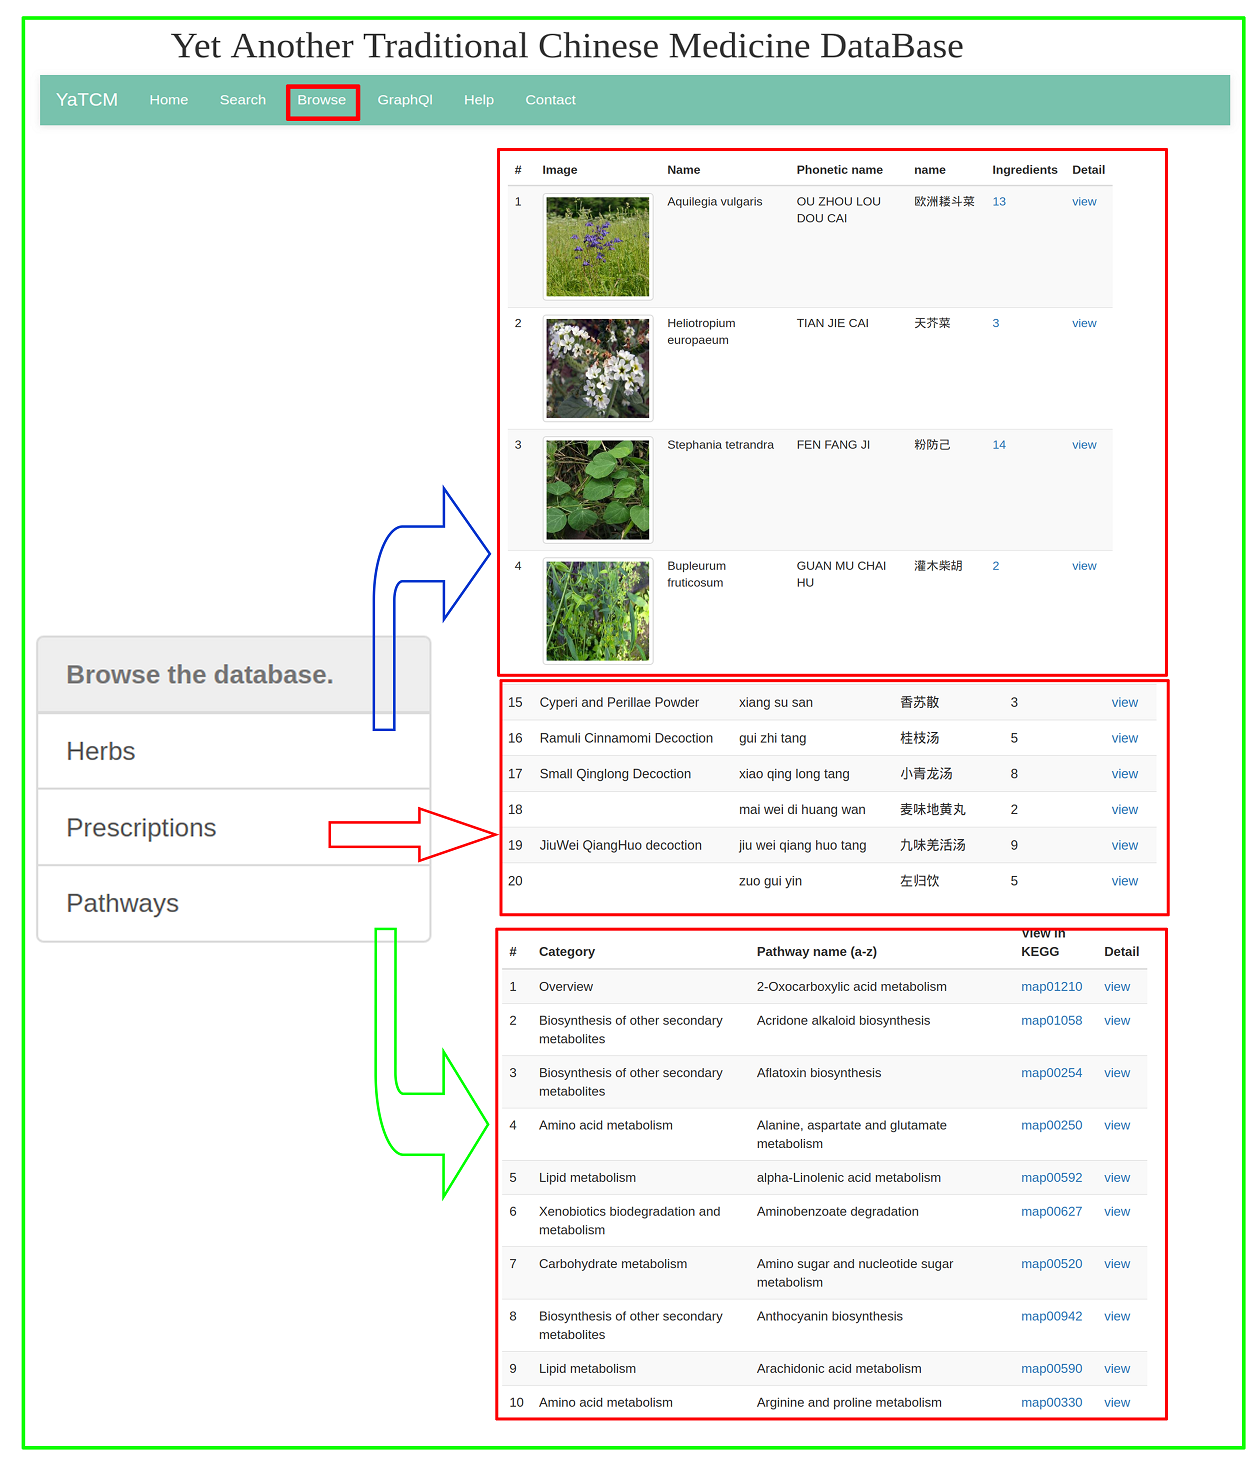 Yet Another Traditional Chinese Medicine DataBase
YaTCM Home Search Browse GraphQl Help Contact
# Image Name Phonetic name name Ingredients Detail
1 Aquilegia vulgaris OU ZHOU LOU 欧洲耧斗菜 13 view
DOU CAI
2 Heliotropium TIAN JIE CAI 天芥菜 3 view
europaeum
3 Stephania tetrandra FEN FANG JI 粉防己 14 view
4 Bupleurum GUAN MU CHAI 灌木柴胡 2 view
fruticosum HU
Browse the database.
Herbs
Prescriptions
Pathways
15 Cyperi and Perillae Powder xiang su san 香苏散 3 view
16 Ramuli Cinnamomi Decoction gui zhi tang 桂枝汤 5 view
17 Small Qinglong Decoction xiao qing long tang 小青龙汤 8 view
18 mai wei di huang wan 麦味地黄丸 2 view
19 JiuWei QiangHuo decoction jiu wei qiang huo tang 九味羌活汤 9 view
20 zuo gui yin 左归饮 5 view
View in
# Category Pathway name (a-z) KEGG Detail
1 Overview 2-Oxocarboxylic acid metabolism map01210 view
2 Biosynthesis of other secondary Acridone alkaloid biosynthesis map01058 view
metabolites
3 Biosynthesis of other secondary Aflatoxin biosynthesis map00254 view
metabolites
4 Amino acid metabolism Alanine, aspartate and glutamate map00250 view
metabolism
5 Lipid metabolism alpha-Linolenic acid metabolism map00592 view
6 Xenobiotics biodegradation and Aminobenzoate degradation map00627 view
metabolism
7 Carbohydrate metabolism Amino sugar and nucleotide sugar map00520 view
metabolism
8 Biosynthesis of other secondary Anthocyanin biosynthesis map00942 view
metabolites
9 Lipid metabolism Arachidonic acid metabolism map00590 view
10 Amino acid metabolism Arginine and proline metabolism map00330 view